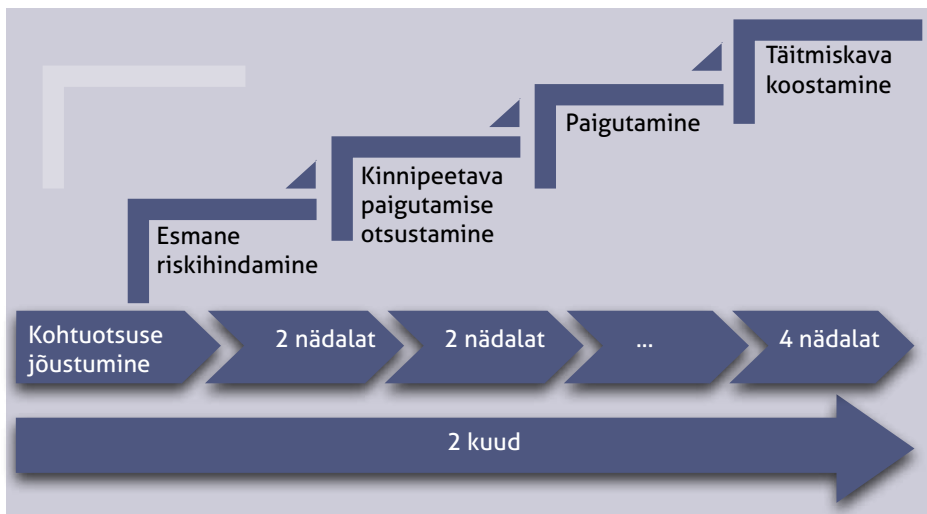 Täitmiskava
koostamine
Paigutamine
Kinnipeetava
paigutamise
otsustamine
Esmane
riskihindamine
Kohtuotsuse
jõustumine
2 nädalat
2 nädalat
...
4 nädalat
2 kuud